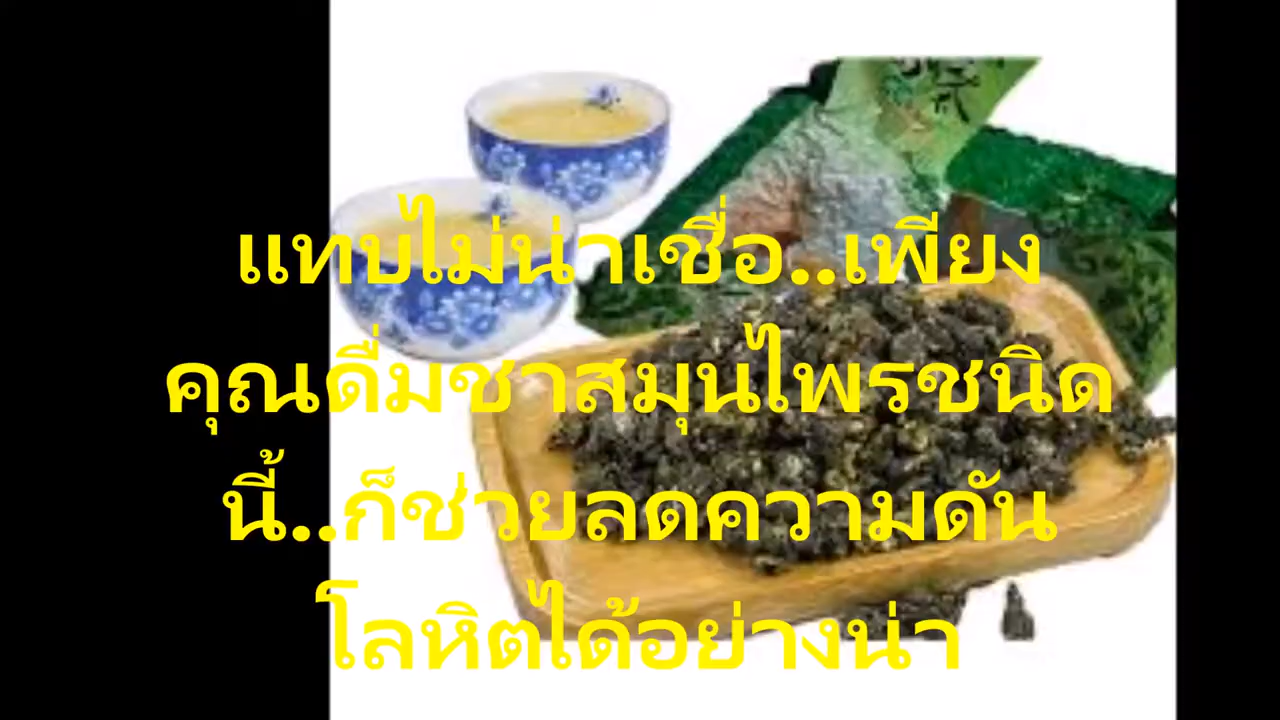 แทบไม่น่าเชื่อ..เพียง
คุณดื่มชาสมุนไพรชนิด
นี้..ก็ช่วยลดความดัน
โลหิตได้อย่างน่า